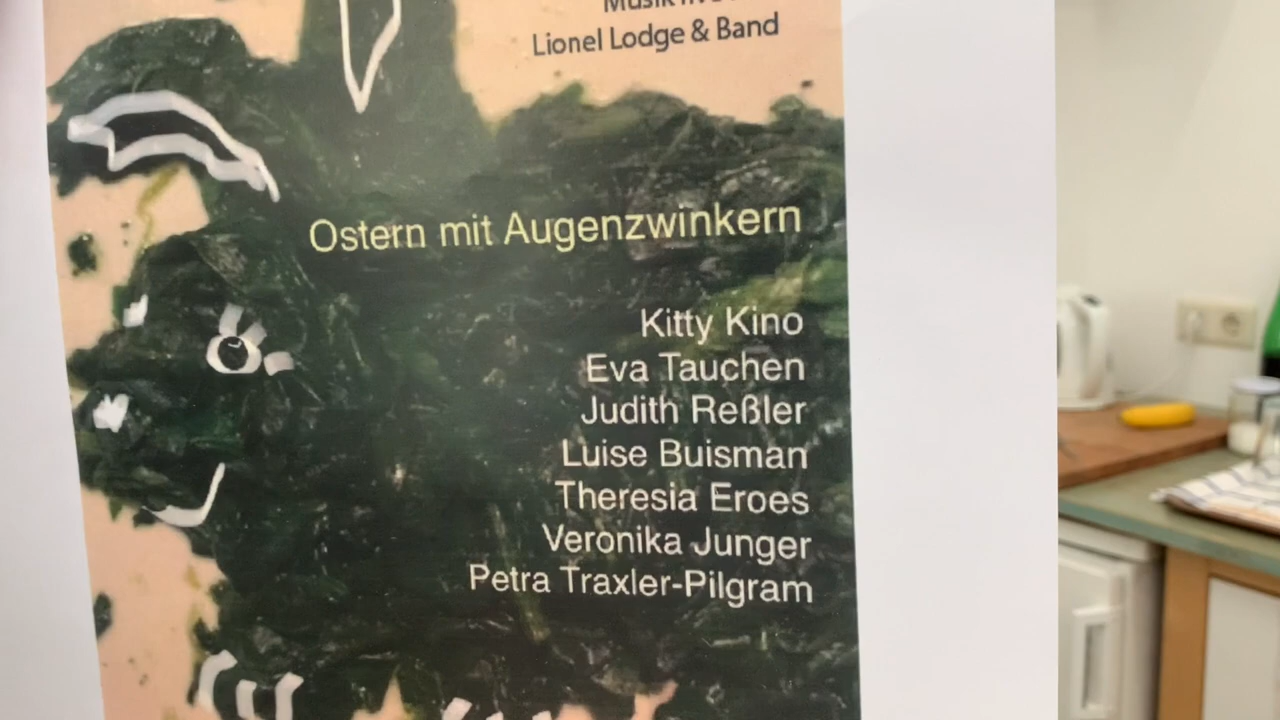 Musik
Lionel Lodge & Band
Ostern mit Augenzwinkern
Kitty Kino
Eva Tauchen
Judith Reßler
Luise Buisman
Theresia Eroes
Veronika Junger
Petra Traxler-Pilgram